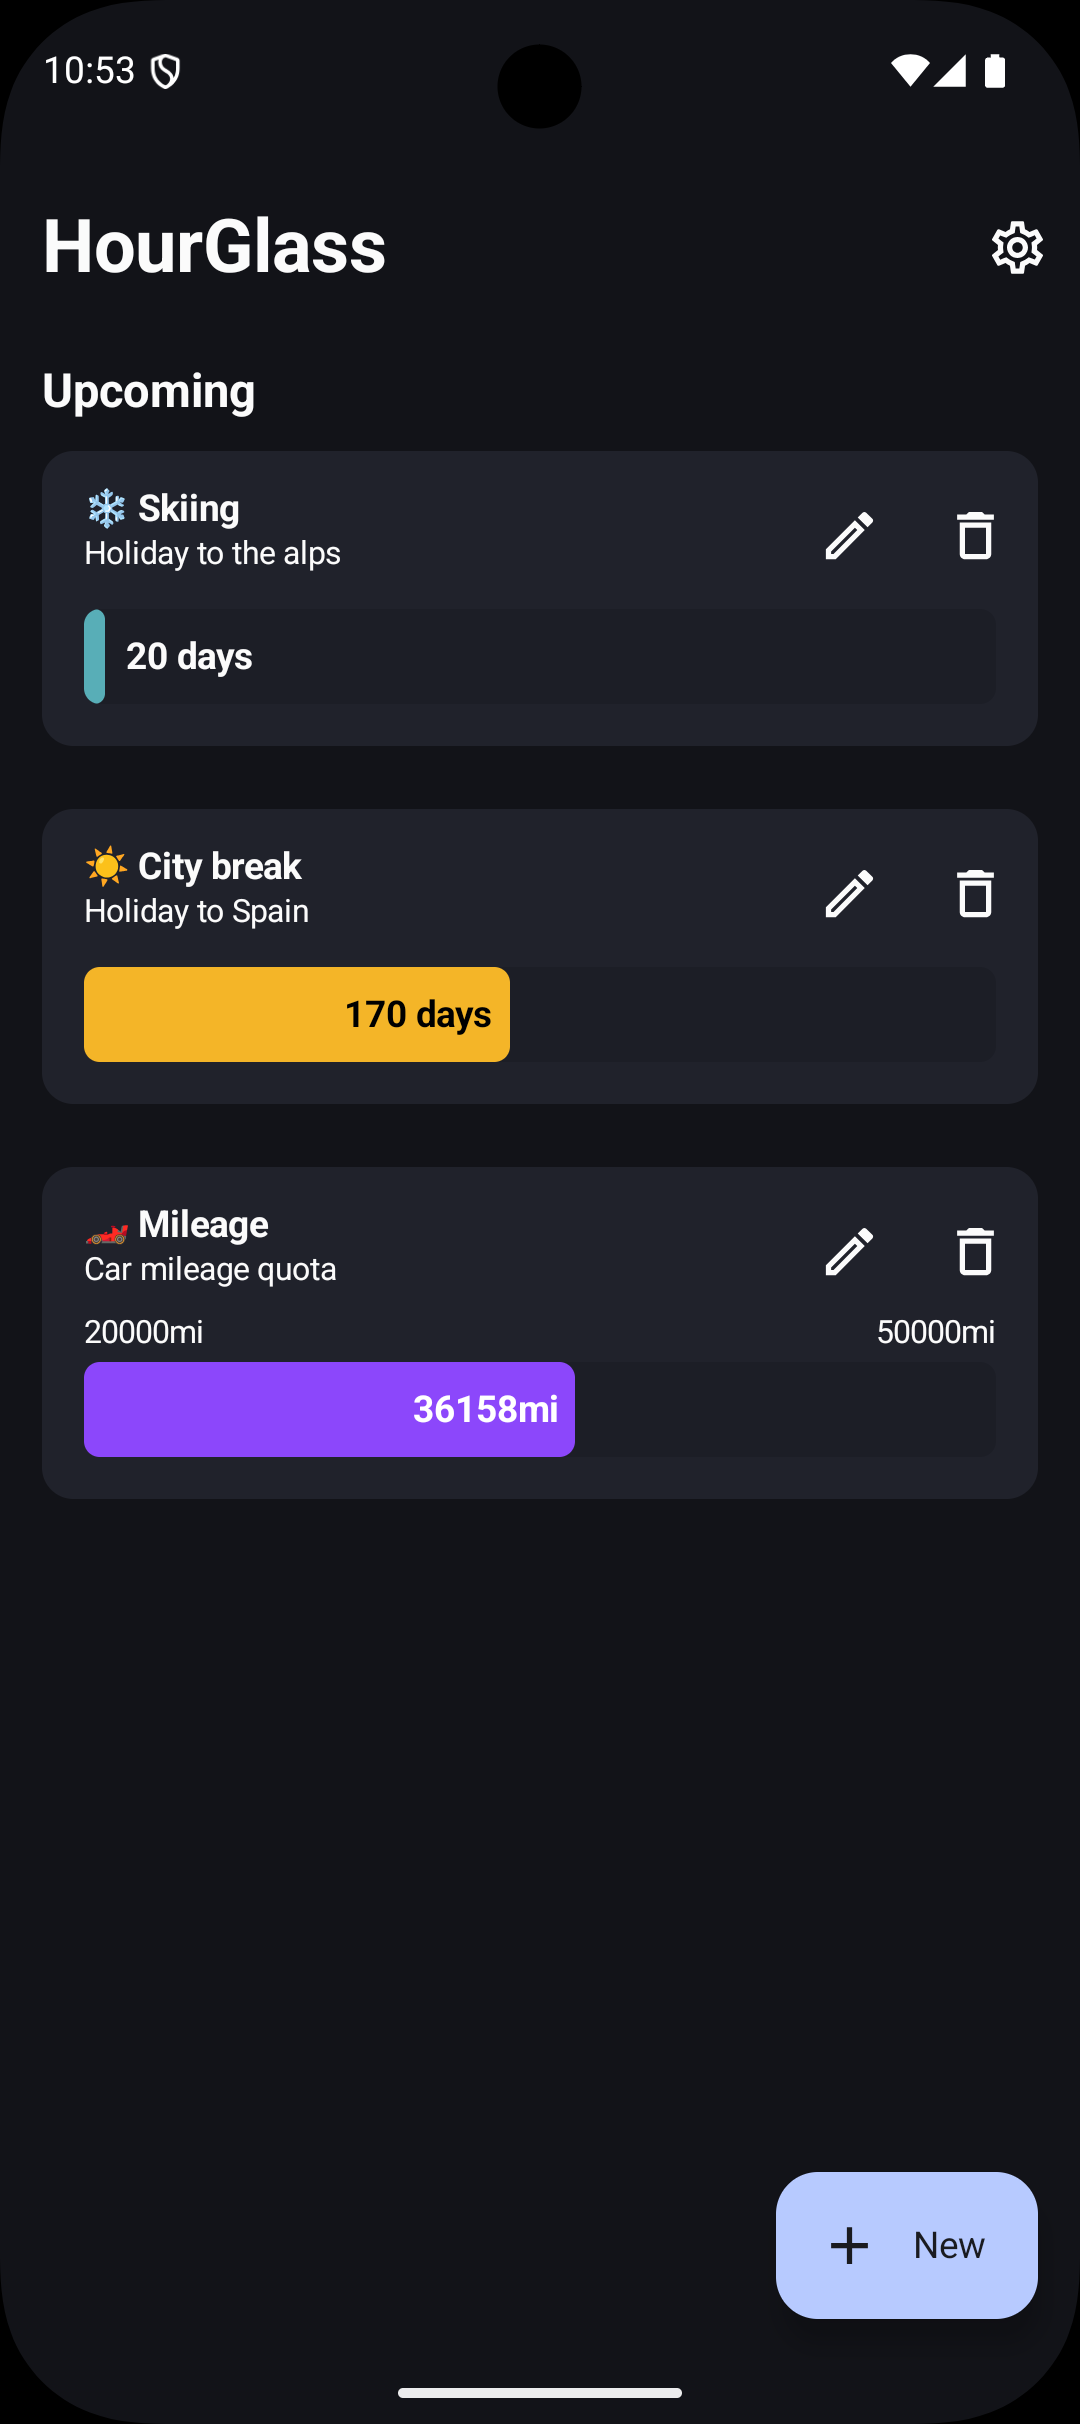 10:53
HourGlass
Upcoming
❄️ Skiing
Holiday to the alps
20 days
☀️ City break
Holiday to Spain
170 days
🏎️ Mileage
Car mileage quota
20000mi 50000mi
36158mi
New